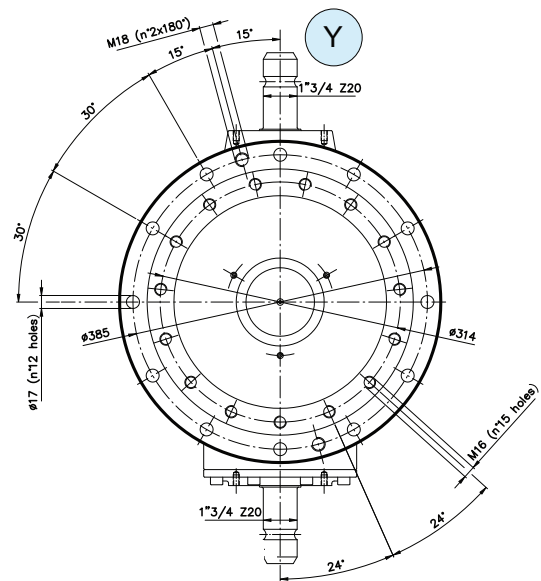 Y
M18 (n°2x180°)
15°
15°
1"3/4 Z20
30°
30°
ø385
ø314
ø17 (n°12 holes)
M16 (n°15 holes)
1"3/4 Z20
24°
24°